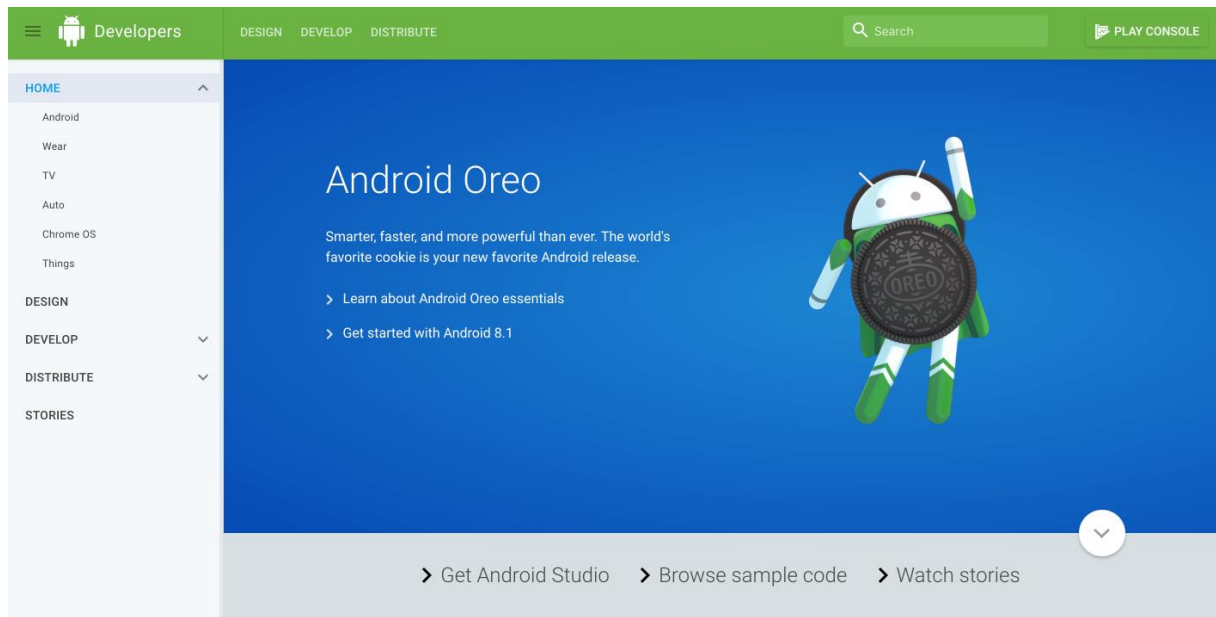 Developers
DESIGN DEVELOP DISTRIBUTE
Search
PLAY CONSOLE
HOME
Android
Wear
TV
Auto
Chrome OS
Things
DESIGN
DEVELOP
DISTRIBUTE
STORIES
Android Oreo
Smarter, faster, and more powerful than ever. The world's
favorite cookie is your new favorite Android release.
Learn about Android Oreo essentials
Get started with Android 8.1
OREO
Get Android Studio
Browse sample code
Watch stories